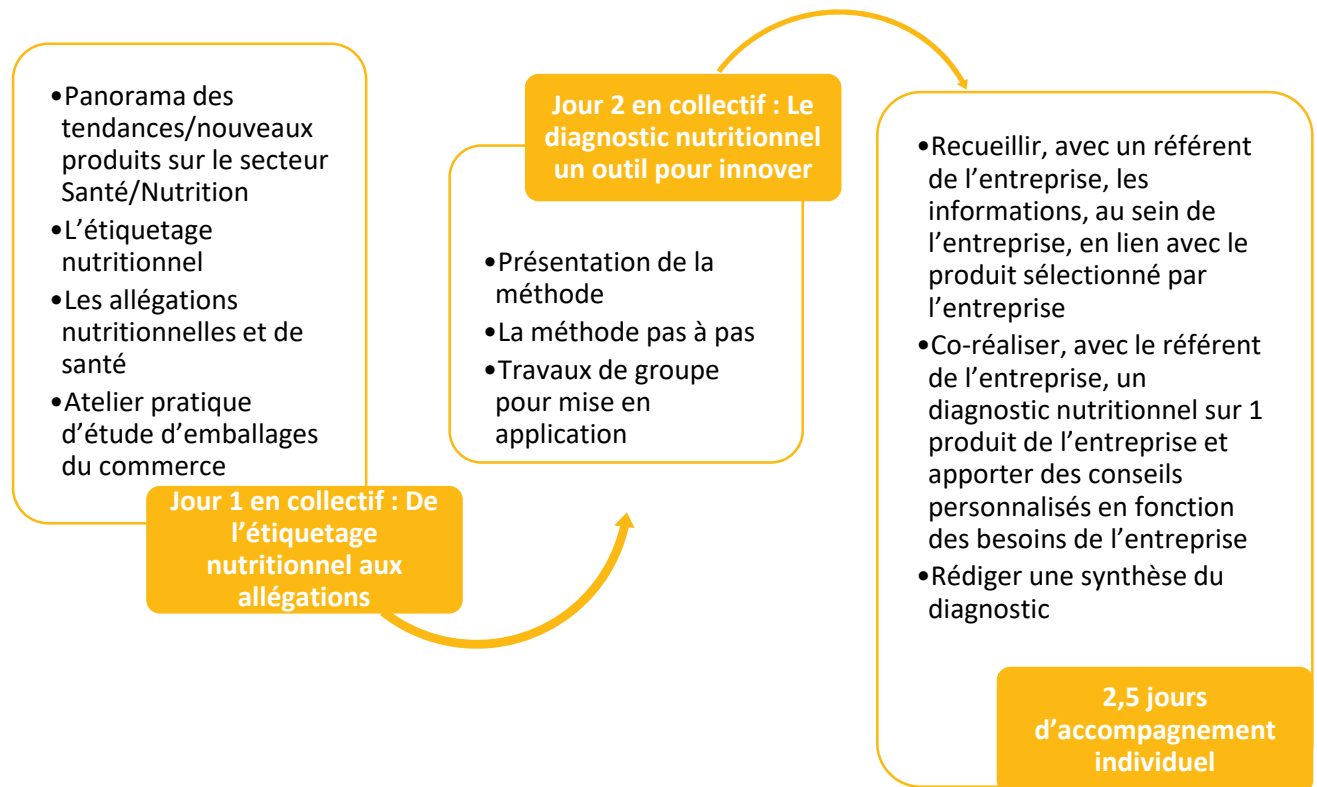 •Panorama des
tendances/nouveaux
produits sur le secteur
Santé/Nutrition
•L’étiquetage
nutritionnel
•Les allégations
nutritionnelles et de
santé
•Atelier pratique
d’étude d’emballages
du commerce
Jour 1 en collectif : De
l’étiquetage
nutritionnel aux
allégations
Jour 2 en collectif : Le
diagnostic nutritionnel
un outil pour innover
•Présentation de la
méthode
•La méthode pas à pas
•Travaux de groupe
pour mise en
application
•Recueillir, avec un référent
de l’entreprise, les
informations, au sein de
l’entreprise, en lien avec le
produit sélectionné par
l’entreprise
•Co-réaliser, avec le référent
de l’entreprise, un
diagnostic nutritionnel sur 1
produit de l’entreprise et
apporter des conseils
personnalisés en fonction
des besoins de l’entreprise
•Rédiger une synthèse du
diagnostic
2,5 jours
d’accompagnement
individuel